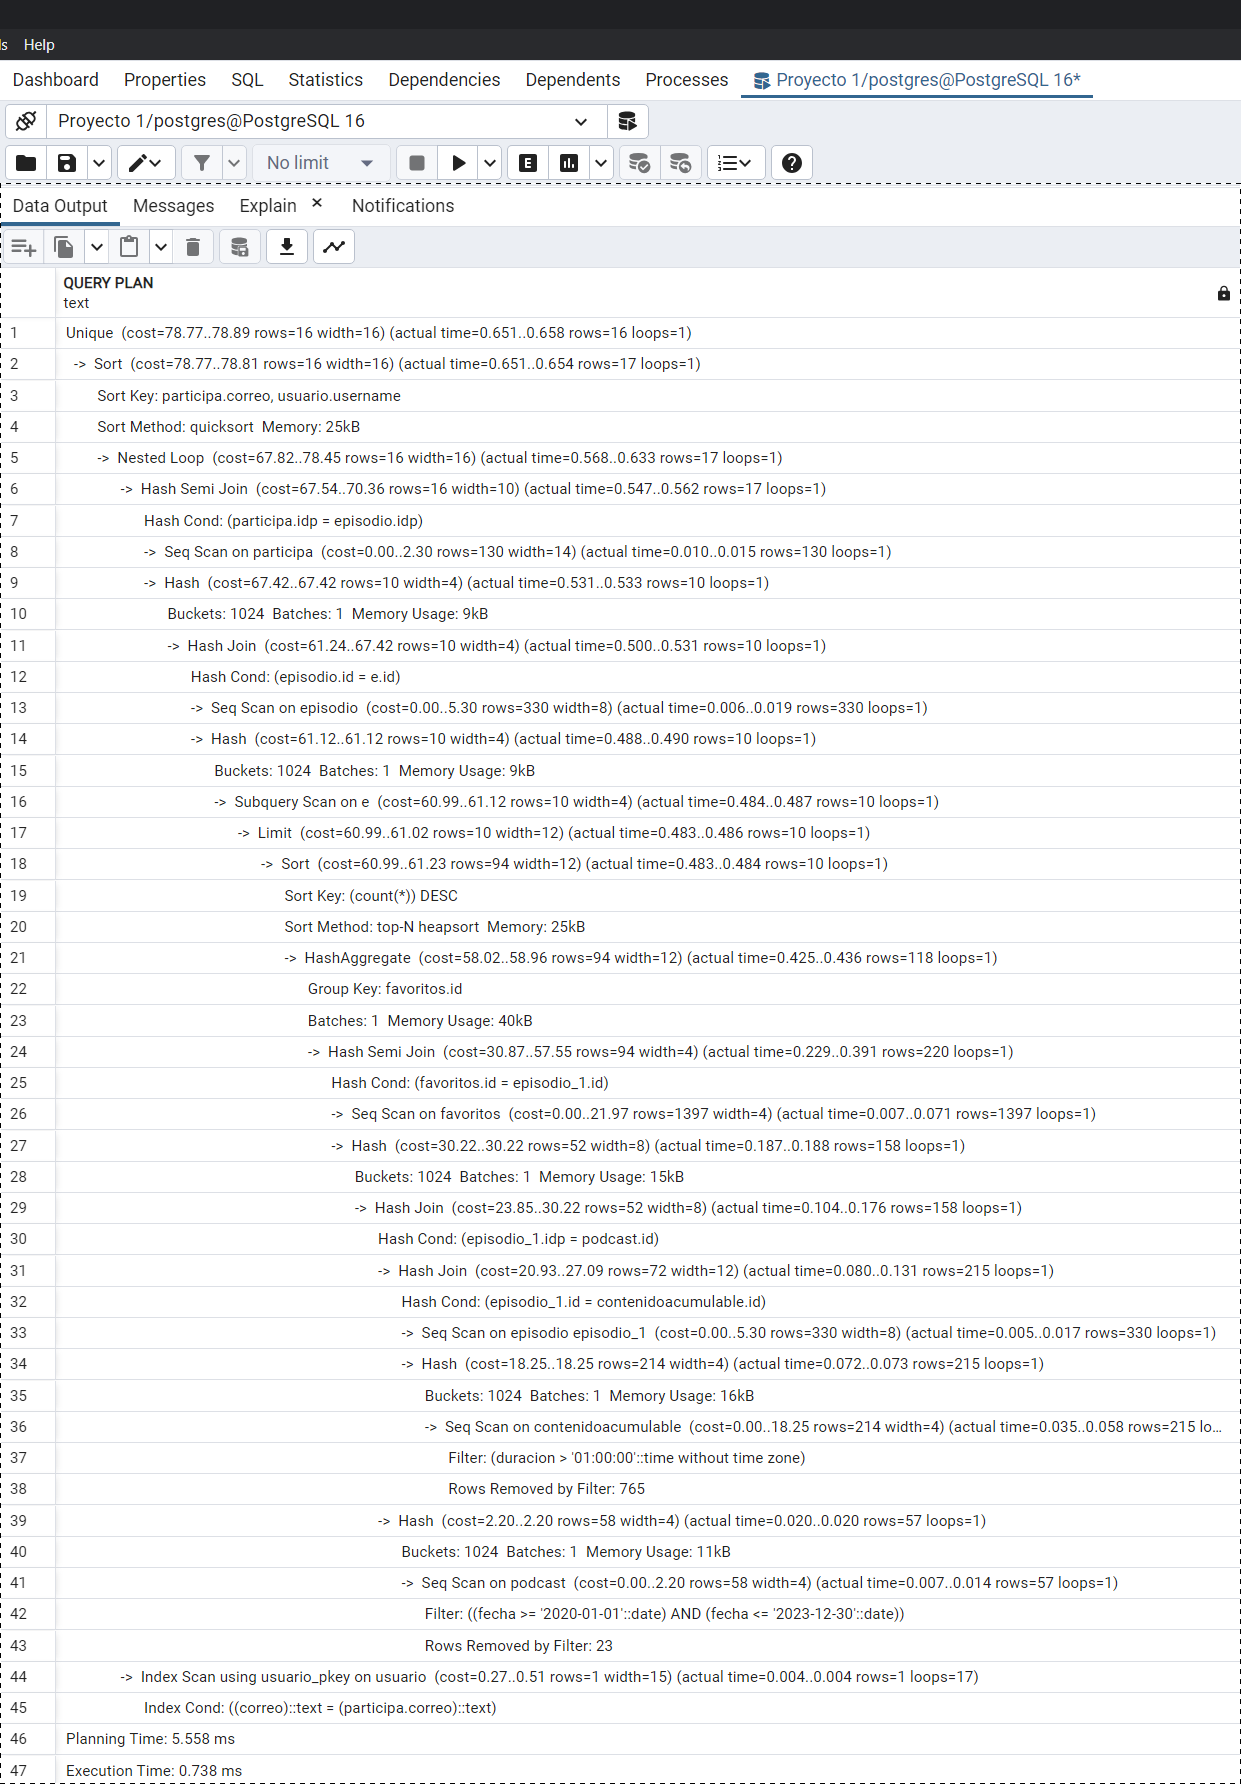 ls Help
Dashboard Properties SQL Statistics Dependencies Dependents Processes Proyecto 1/postgres@PostgreSQL 16*
Proyecto 1/postgres@PostgreSQL 16
No limit E
Data Output Messages Explain × Notifications
QUERY PLAN
text
1 Unique (cost=78.77..78.89 rows=16 width=16) (actual time=0.651..0.658 rows=16 loops=1)
2 -> Sort (cost=78.77..78.81 rows=16 width=16) (actual time=0.651..0.654 rows=17 loops=1)
3 Sort Key: participa.correo, usuario.username
4 Sort Method: quicksort Memory: 25kB
5 -> Nested Loop (cost=67.82..78.45 rows=16 width=16) (actual time=0.568..0.633 rows=17 loops=1)
6 -> Hash Semi Join (cost=67.54..70.36 rows=16 width=10) (actual time=0.547..0.562 rows=17 loops=1)
7 Hash Cond: (participa.idp = episodio.idp)
8 -> Seq Scan on participa (cost=0.00..2.30 rows=130 width=14) (actual time=0.010..0.015 rows=130 loops=1)
9 -> Hash (cost=67.42..67.42 rows=10 width=4) (actual time=0.531..0.533 rows=10 loops=1)
10 Buckets: 1024 Batches: 1 Memory Usage: 9kB
11 -> Hash Join (cost=61.24..67.42 rows=10 width=4) (actual time=0.500..0.531 rows=10 loops=1)
12 Hash Cond: (episodio.id = e.id)
13 -> Seq Scan on episodio (cost=0.00..5.30 rows=330 width=8) (actual time=0.006..0.019 rows=330 loops=1)
14 -> Hash (cost=61.12..61.12 rows=10 width=4) (actual time=0.488..0.490 rows=10 loops=1)
15 Buckets: 1024 Batches: 1 Memory Usage: 9kB
16 -> Subquery Scan on e (cost=60.99..61.12 rows=10 width=4) (actual time=0.484..0.487 rows=10 loops=1)
17 -> Limit (cost=60.99..61.02 rows=10 width=12) (actual time=0.483..0.486 rows=10 loops=1)
18 -> Sort (cost=60.99..61.23 rows=94 width=12) (actual time=0.483..0.484 rows=10 loops=1)
19 Sort Key: (count(*)) DESC
20 Sort Method: top-N heapsort Memory: 25kB
21 -> HashAggregate (cost=58.02..58.96 rows=94 width=12) (actual time=0.425..0.436 rows=118 loops=1)
22 Group Key: favoritos.id
23 Batches: 1 Memory Usage: 40kB
24 -> Hash Semi Join (cost=30.87..57.55 rows=94 width=4) (actual time=0.229..0.391 rows=220 loops=1)
25 Hash Cond: (favoritos.id = episodio_1.id)
26 -> Seq Scan on favoritos (cost=0.00..21.97 rows=1397 width=4) (actual time=0.007..0.071 rows=1397 loops=1)
27 -> Hash (cost=30.22..30.22 rows=52 width=8) (actual time=0.187..0.188 rows=158 loops=1)
28 Buckets: 1024 Batches: 1 Memory Usage: 15kB
29 -> Hash Join (cost=23.85..30.22 rows=52 width=8) (actual time=0.104..0.176 rows=158 loops=1)
30 Hash Cond: (episodio_1.idp = podcast.id)
31 -> Hash Join (cost=20.93..27.09 rows=72 width=12) (actual time=0.080..0.131 rows=215 loops=1)
32 Hash Cond: (episodio_1.id = contenidoacumulable.id)
33 -> Seq Scan on episodio episodio_1 (cost=0.00..5.30 rows=330 width=8) (actual time=0.005..0.017 rows=330 loops=1)
34 -> Hash (cost=18.25..18.25 rows=214 width=4) (actual time=0.072..0.073 rows=215 loops=1)
35 Buckets: 1024 Batches: 1 Memory Usage: 16kB
36 -> Seq Scan on contenidoacumulable (cost=0.00..18.25 rows=214 width=4) (actual time=0.035..0.058 rows=215 lo...
37 Filter: (duracion > '01:00:00'::time without time zone)
38 Rows Removed by Filter: 765
39 -> Hash (cost=2.20..2.20 rows=58 width=4) (actual time=0.020..0.020 rows=57 loops=1)
40 Buckets: 1024 Batches: 1 Memory Usage: 11kB
41 -> Seq Scan on podcast (cost=0.00..2.20 rows=58 width=4) (actual time=0.007..0.014 rows=57 loops=1)
42 Filter: ((fecha >= '2020-01-01'::date) AND (fecha <= '2023-12-30'::date))
43 Rows Removed by Filter: 23
44 -> Index Scan using usuario_pkey on usuario (cost=0.27..0.51 rows=1 width=15) (actual time=0.004..0.004 rows=1 loops=17)
45 Index Cond: ((correo)::text = (participa.correo)::text)
46 Planning Time: 5.558 ms
47 Execution Time: 0.738 ms